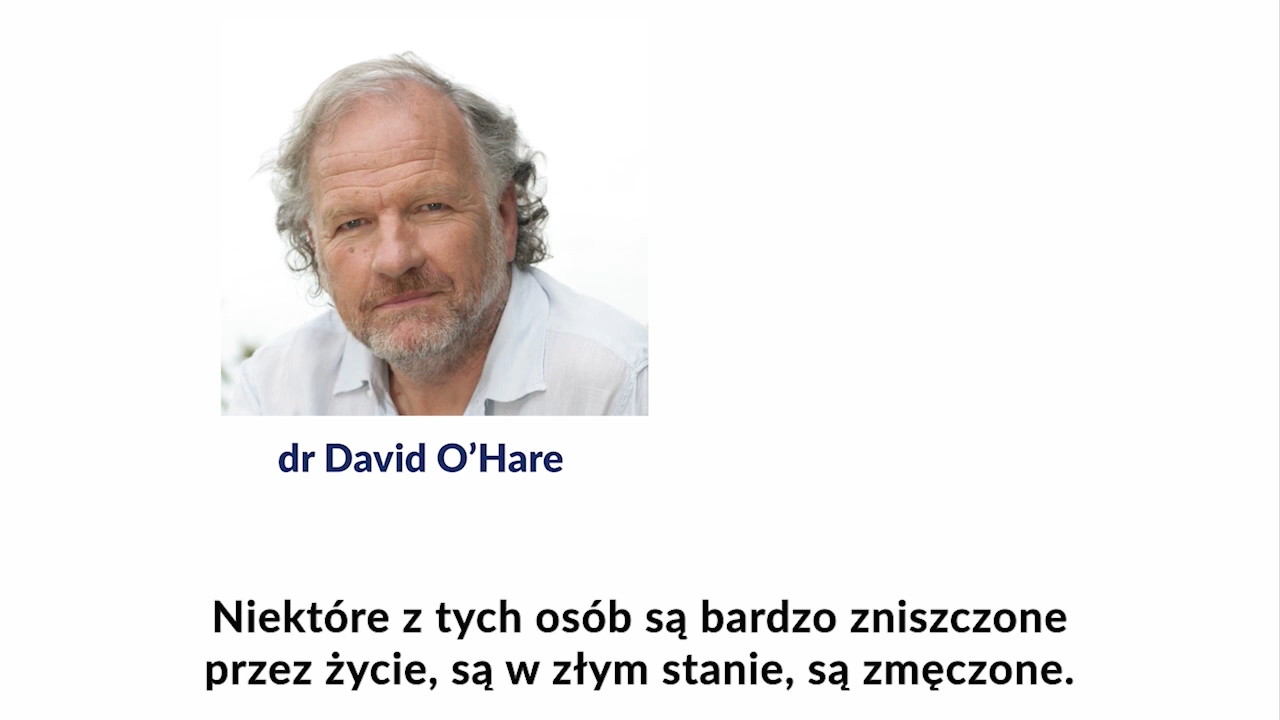 dr David O’Hare
Niektóre z tych osób są bardzo zniszczone
przez życie, są w złym stanie, są zmęczone.